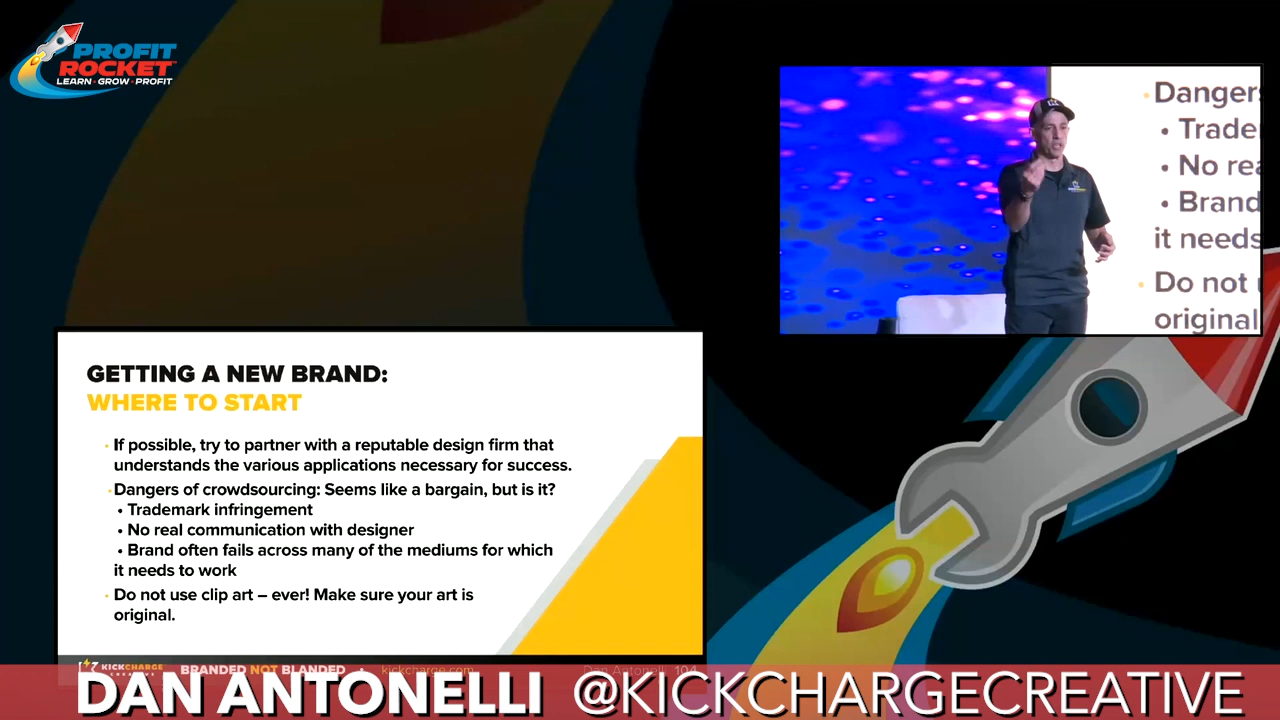 PROFIT
ROCKET
LEARN · GROW · PROFIT
Dangers
• Trade
• No rea
• Brand
it needs
Do not
original
GETTING A NEW BRAND:
WHERE TO START
· If possible, try to partner with a reputable design firm that
understands the various applications necessary for success.
· Dangers of crowdsourcing: Seems like a bargain, but is it?
• Trademark infringement
• No real communication with designer
• Brand often fails across many of the mediums for which
it needs to work
· Do not use clip art – ever! Make sure your art is
original.
KICKCHARGE
CREATIVE
BRANDED NOT BLANDED • kickcharge.com
Dan Antonelli 104
DAN ANTONELLI @KICKCHARGECREATIVE